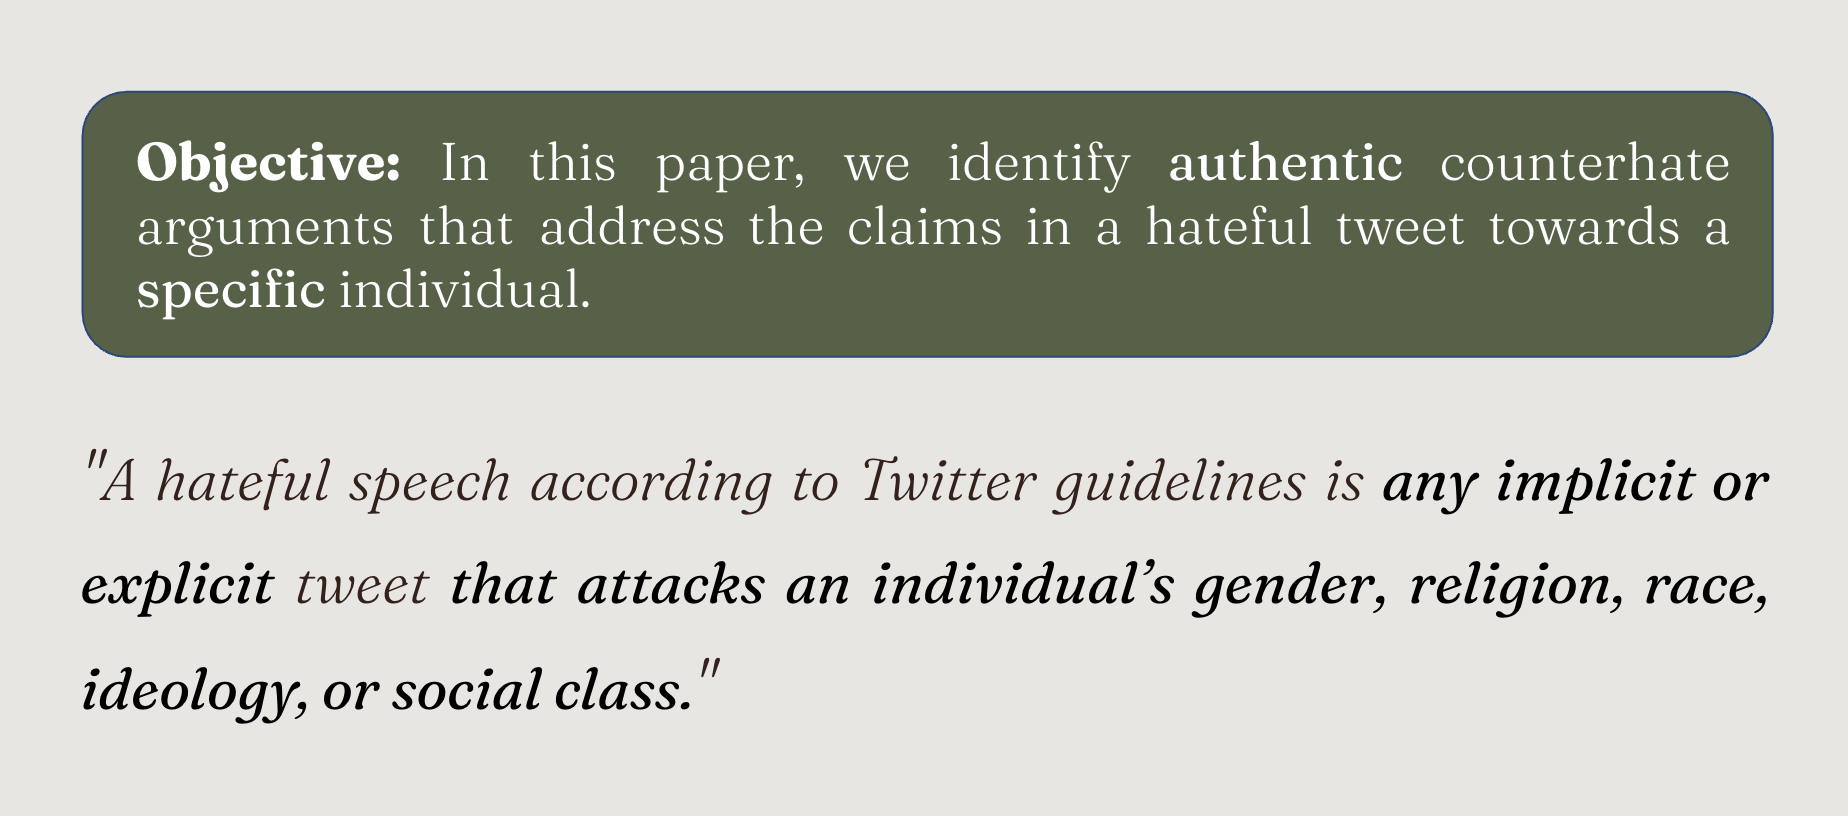 Objective: In this paper, we identify authentic counterhate
arguments that address the claims in a hateful tweet towards a
specific individual.
"A hateful speech according to Twitter guidelines is any implicit or
explicit tweet that attacks an individual’s gender, religion, race,
ideology, or social class."